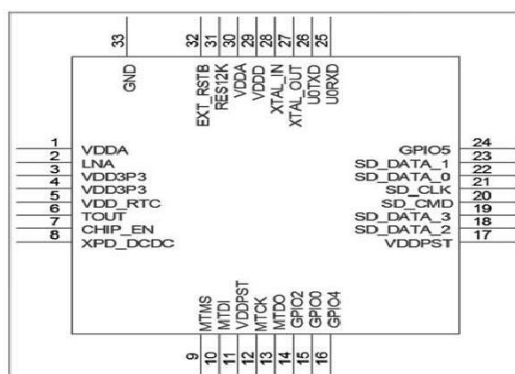 33 32 31 30 29 28 27 26 25
GND EXT_RSTB RES12K VDDA VDDD XTAL_IN XTAL_OUT U0TXD U0RXD
1 VDDA
2 LNA
3 VDD3P3
4 VDD3P3
5 VDD_RTC
6 TOUT
7 CHIP_EN
8 XPD_DCDC
GPIO5 24
SD_DATA_1 23
SD_DATA_0 22
SD_CLK 21
SD_CMD 20
SD_DATA_3 19
SD_DATA_2 18
VDDPST 17
MTMS MTDI VDDPST MTCK MTDO GPIO2 GPIO0 GPIO4
9 10 11 12 13 14 15 16